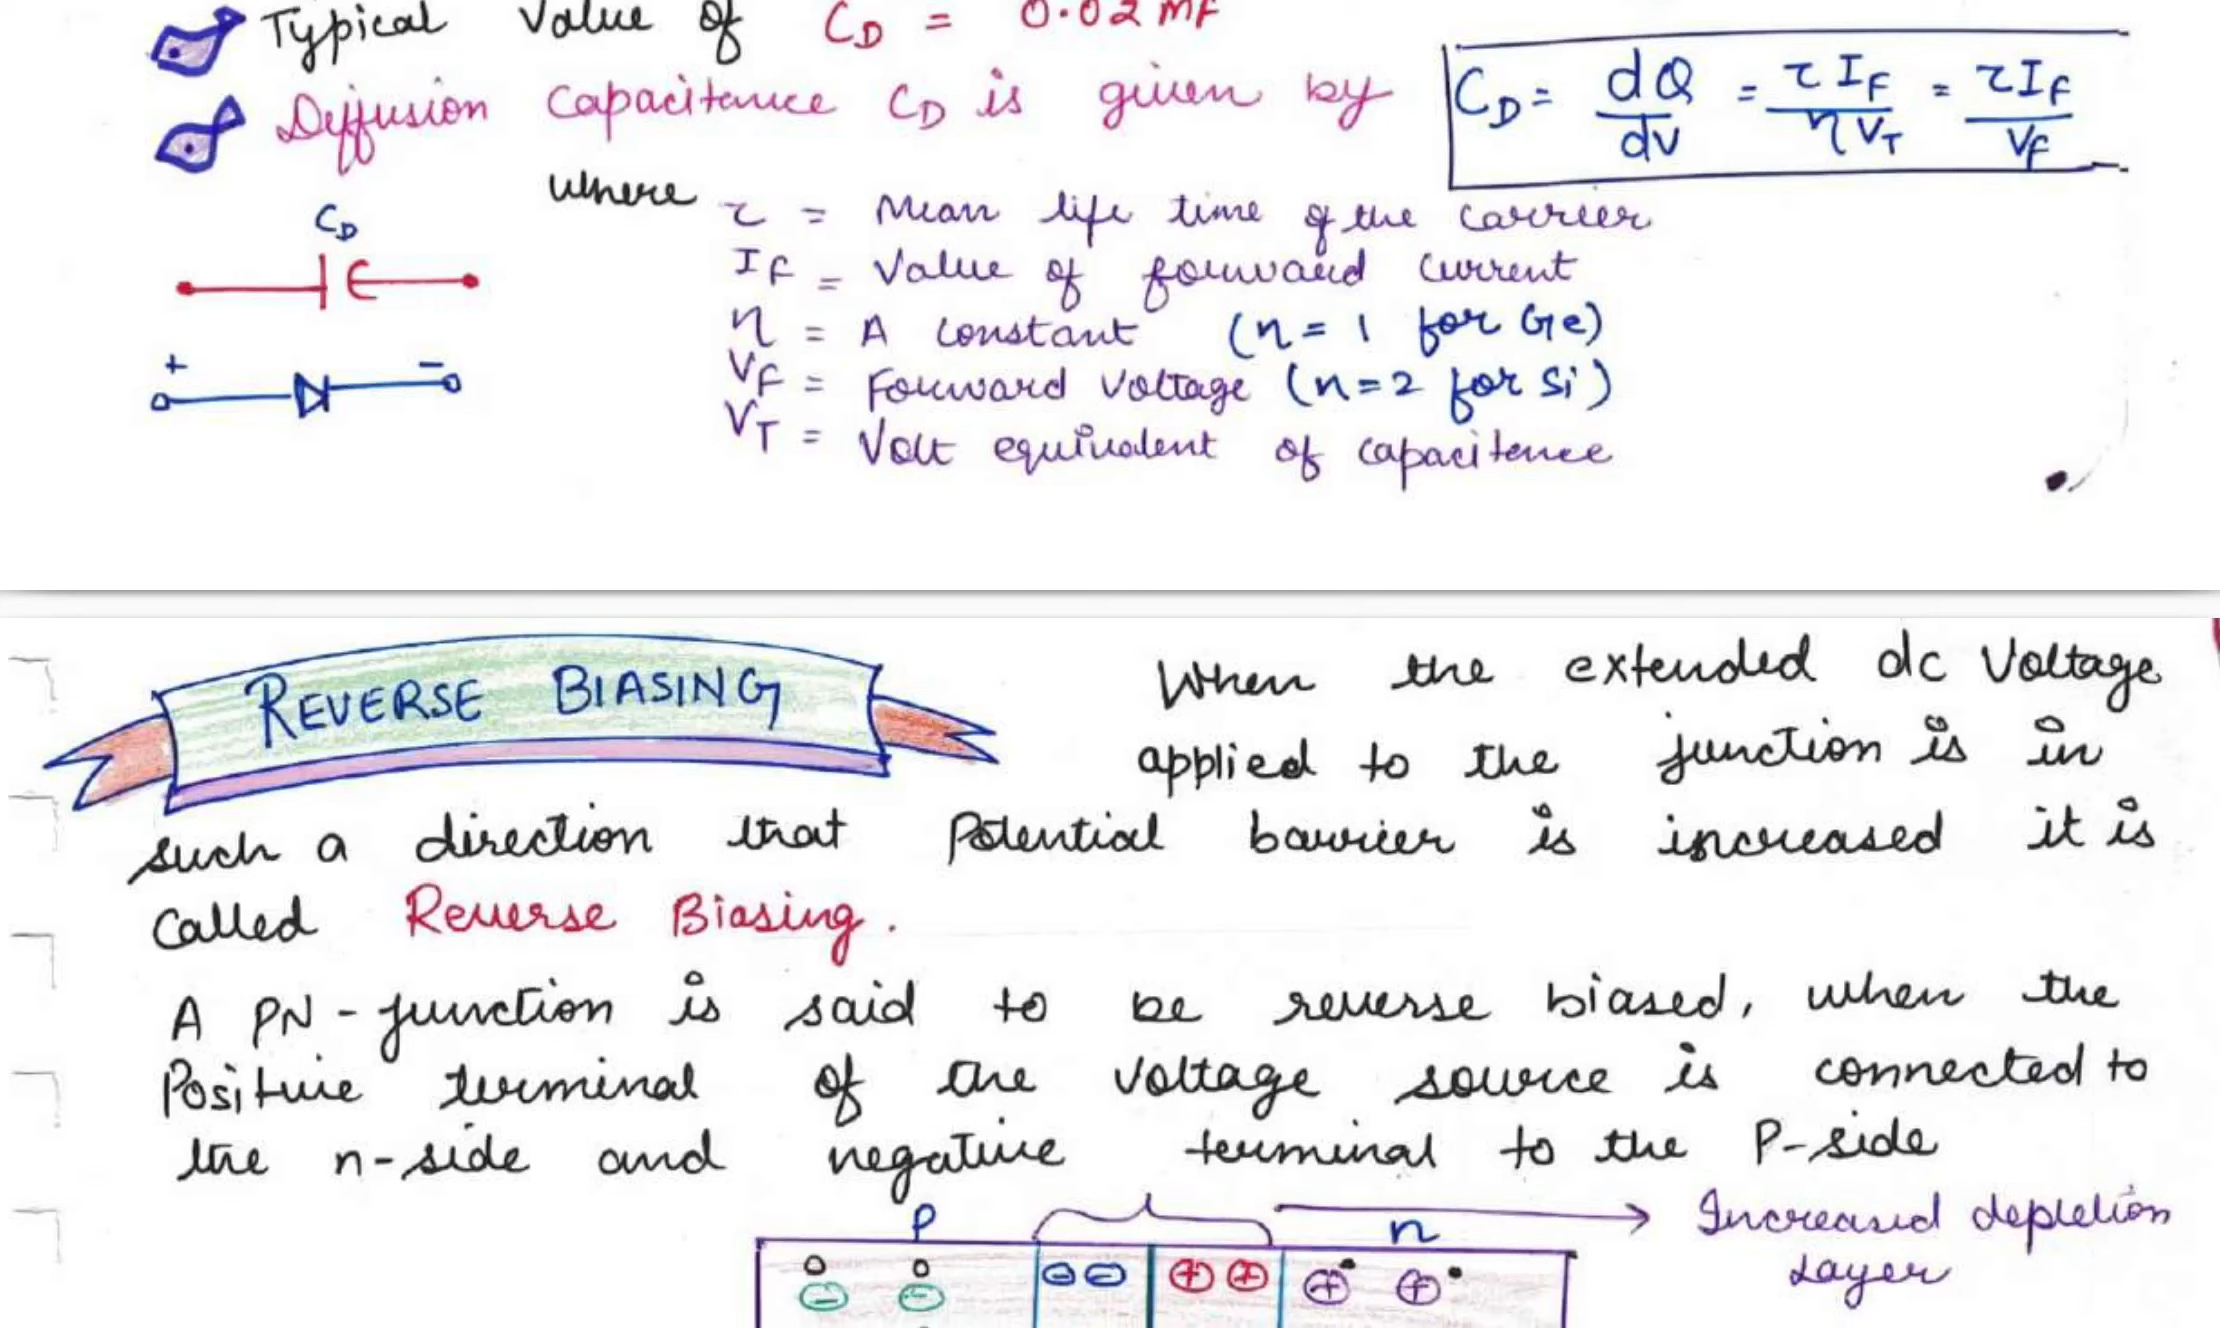 Typical Value of C_D = 0.02 mF
Diffusion Capacitance C_D is given by
C_D = dQ/dv = τI_F/ηV_T = τI_F/V_F
where
τ = Mean life time of the carrier
I_F = Value of forward current
η = A constant (η = 1 for Ge)
V_F = Forward voltage (η=2 for Si)
V_T = Volt equivalent of capacitence
C_D
+ -
REVERSE BIASING
When the extended dc Voltage
applied to the junction is in
such a direction that Potential barrier is increased it is
called Reverse Biasing.
A PN-junction is said to be reverse biased, when the
Positive terminal of the voltage source is connected to
the n-side and negative terminal to the P-side
P n
Increased depletion
Layer
- - + + + +
- -